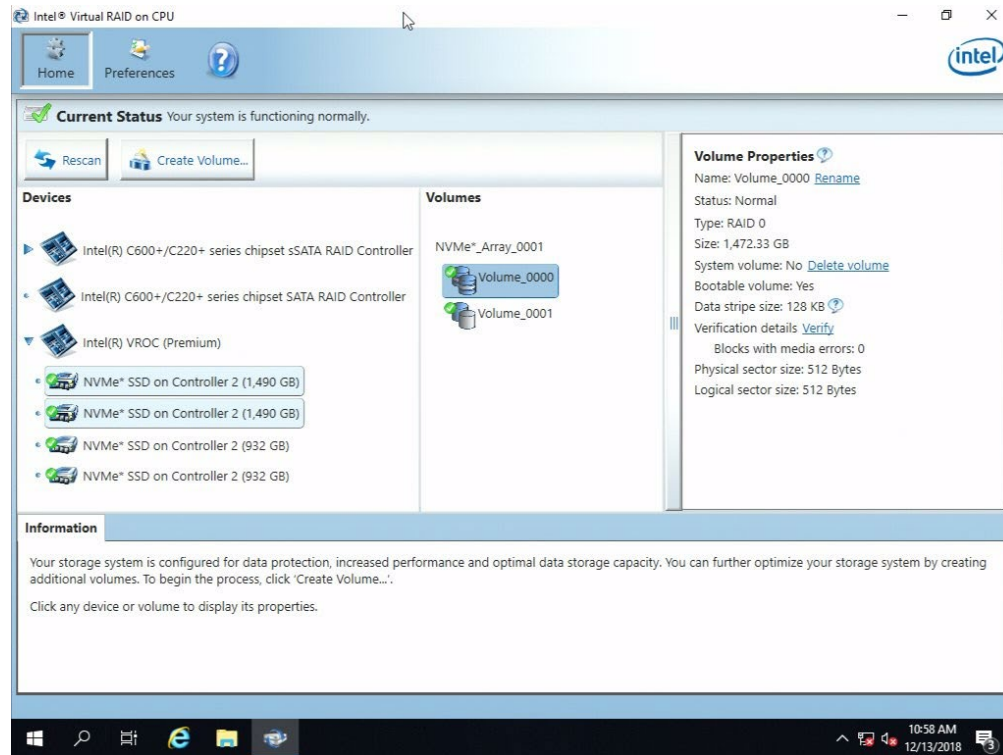 Intel® Virtual RAID on CPU
Home
Preferences
?
intel
Current Status Your system is functioning normally.
Rescan
Create Volume...
Devices
Intel(R) C600+/C220+ series chipset sSATA RAID Controller
Intel(R) C600+/C220+ series chipset SATA RAID Controller
Intel(R) VROC (Premium)
NVMe* SSD on Controller 2 (1,490 GB)
NVMe* SSD on Controller 2 (1,490 GB)
NVMe* SSD on Controller 2 (932 GB)
NVMe* SSD on Controller 2 (932 GB)
Volumes
NVMe*_Array_0001
Volume_0000
Volume_0001
Volume Properties ?
Name: Volume_0000 Rename
Status: Normal
Type: RAID 0
Size: 1,472.33 GB
System volume: No Delete volume
Bootable volume: Yes
Data stripe size: 128 KB ?
Verification details Verify
Blocks with media errors: 0
Physical sector size: 512 Bytes
Logical sector size: 512 Bytes
Information
Your storage system is configured for data protection, increased performance and optimal data storage capacity. You can further optimize your storage system by creating
additional volumes. To begin the process, click 'Create Volume...'.
Click any device or volume to display its properties.
10:58 AM
12/13/2018
3